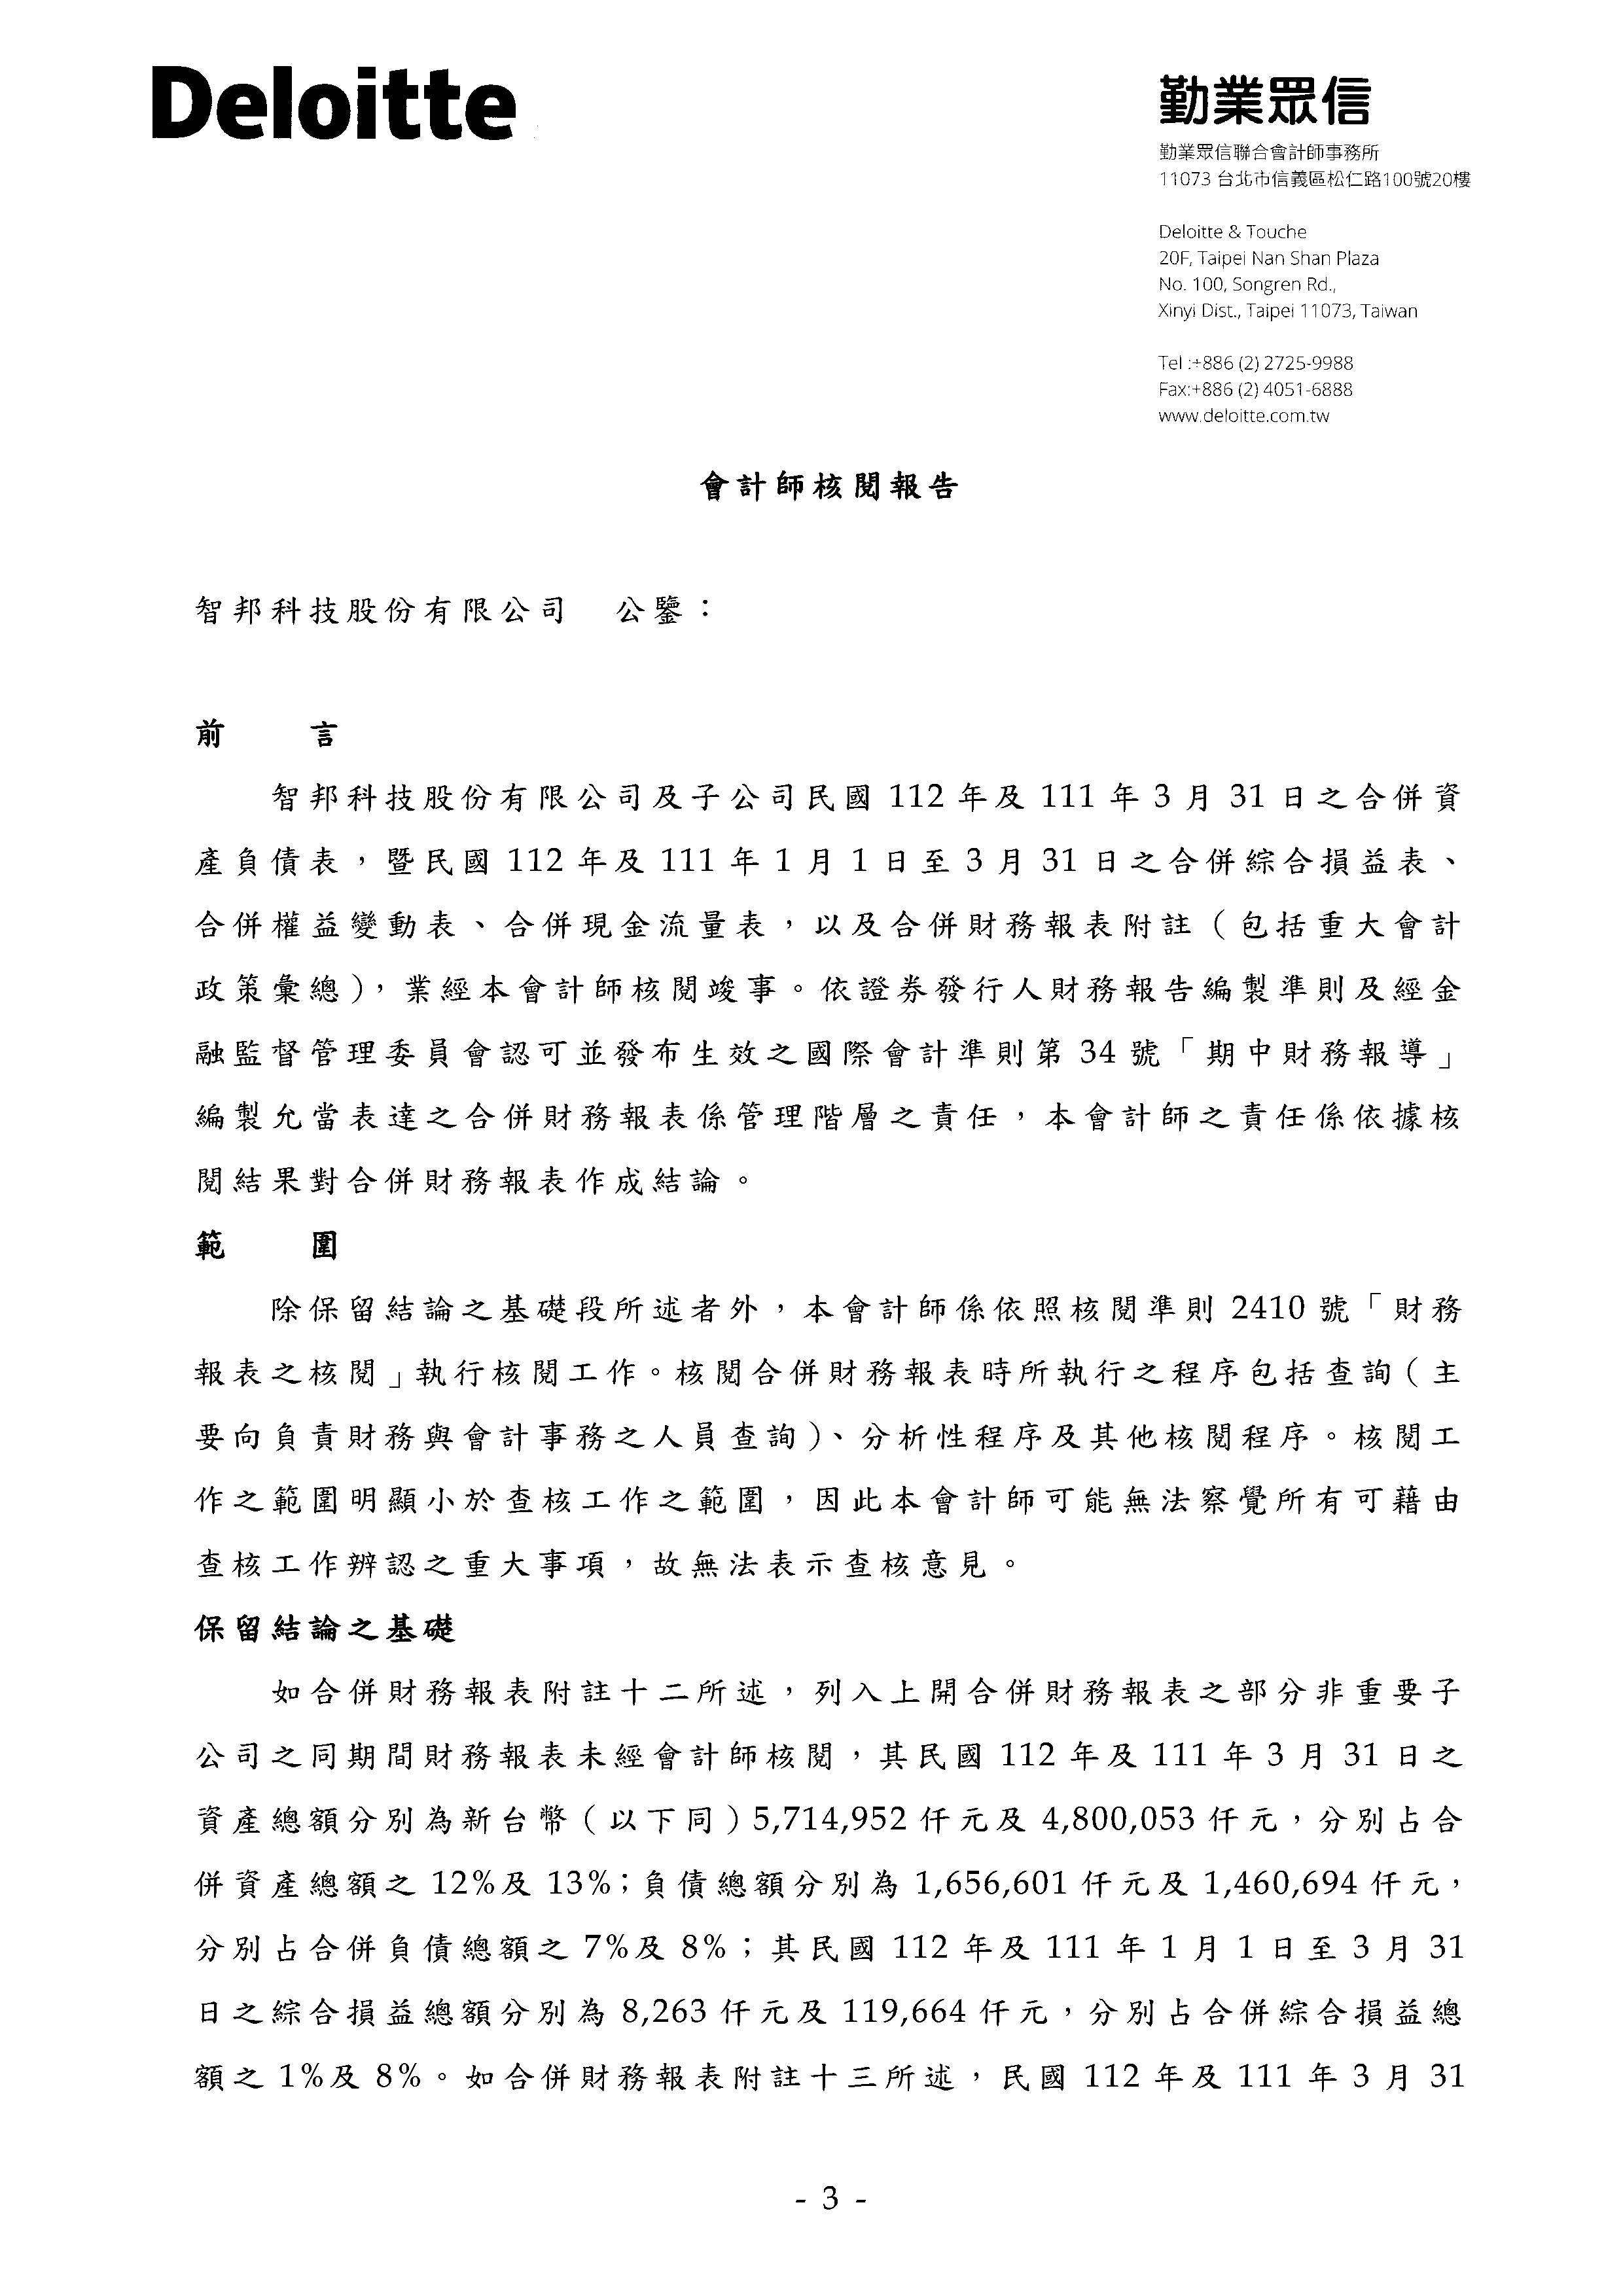 Deloitte
勤業眾信
勤業眾信聯合會計師事務所
11073 台北市信義區松仁路100號20樓
Deloitte & Touche
20F, Taipei Nan Shan Plaza
No. 100, Songren Rd.,
Xinyi Dist., Taipei 11073, Taiwan
Tel :+886 (2) 2725-9988
Fax:+886 (2) 4051-6888
www.deloitte.com.tw
會計師核閱報告
智邦科技股份有限公司 公鑒：
前 言
智邦科技股份有限公司及子公司民國 112 年及 111 年 3 月 31 日之合併資
產負債表，暨民國 112 年及 111 年 1 月 1 日至 3 月 31 日之合併綜合損益表、
合併權益變動表、合併現金流量表，以及合併財務報表附註（包括重大會計
政策彙總），業經本會計師核閱竣事。依證券發行人財務報告編製準則及經金
融監督管理委員會認可並發布生效之國際會計準則第 34 號「期中財務報導」
編製允當表達之合併財務報表係管理階層之責任，本會計師之責任係依據核
閱結果對合併財務報表作成結論。
範 圍
除保留結論之基礎段所述者外，本會計師係依照核閱準則 2410 號「財務
報表之核閱」執行核閱工作。核閱合併財務報表時所執行之程序包括查詢（主
要向負責財務與會計事務之人員查詢）、分析性程序及其他核閱程序。核閱工
作之範圍明顯小於查核工作之範圍，因此本會計師可能無法察覺所有可藉由
查核工作辨認之重大事項，故無法表示查核意見。
保留結論之基礎
如合併財務報表附註十二所述，列入上開合併財務報表之部分非重要子
公司之同期間財務報表未經會計師核閱，其民國 112 年及 111 年 3 月 31 日之
資產總額分別為新台幣（以下同）5,714,952 仟元及 4,800,053 仟元，分別占合
併資產總額之 12%及 13%；負債總額分別為 1,656,601 仟元及 1,460,694 仟元，
分別占合併負債總額之 7%及 8%；其民國 112 年及 111 年 1 月 1 日至 3 月 31
日之綜合損益總額分別為 8,263 仟元及 119,664 仟元，分別占合併綜合損益總
額之 1%及 8%。如合併財務報表附註十三所述，民國 112 年及 111 年 3 月 31
- 3 -